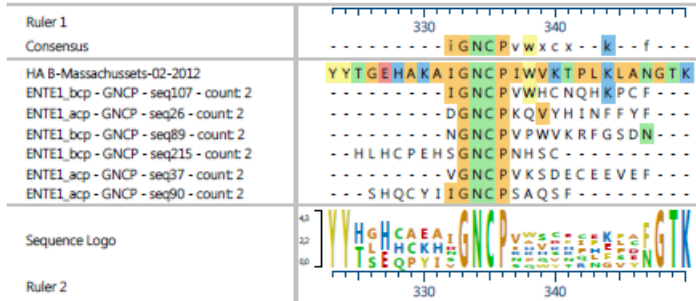 Ruler 1 330 340
Consensus - - - - - - - - - i G N C P v w x c x - - k - - f - - -
HA B-Massachussets-02-2012 Y Y T G E H A K A I G N C P I W V K T P L K L A N G T K
ENTE1_bcp - GNCP - seq107 - count: 2 - - - - - - - - - I G N C P V W H C N Q H K P C F - - -
ENTE1_acp - GNCP - seq26 - count: 2 - - - - - - - - - D G N C P K Q V Y H I N F F Y F - - -
ENTE1_bcp - GNCP - seq89 - count: 2 - - - - - - - - - N G N C P V P W V K R F G S D N - - -
ENTE1_bcp - GNCP - seq215 - count: 2 - - H L H C P E H S G N C P N H S C - - - - - - - - - -
ENTE1_acp - GNCP - seq37 - count: 2 - - - - - - - - - V G N C P V K S D E C E E V E F - - -
ENTE1_acp - GNCP - seq90 - count: 2 - - - S H Q C Y I I G N C P S A Q S F - - - - - - - - -
4,3
2,2
0,0
Sequence Logo
Ruler 2 330 340